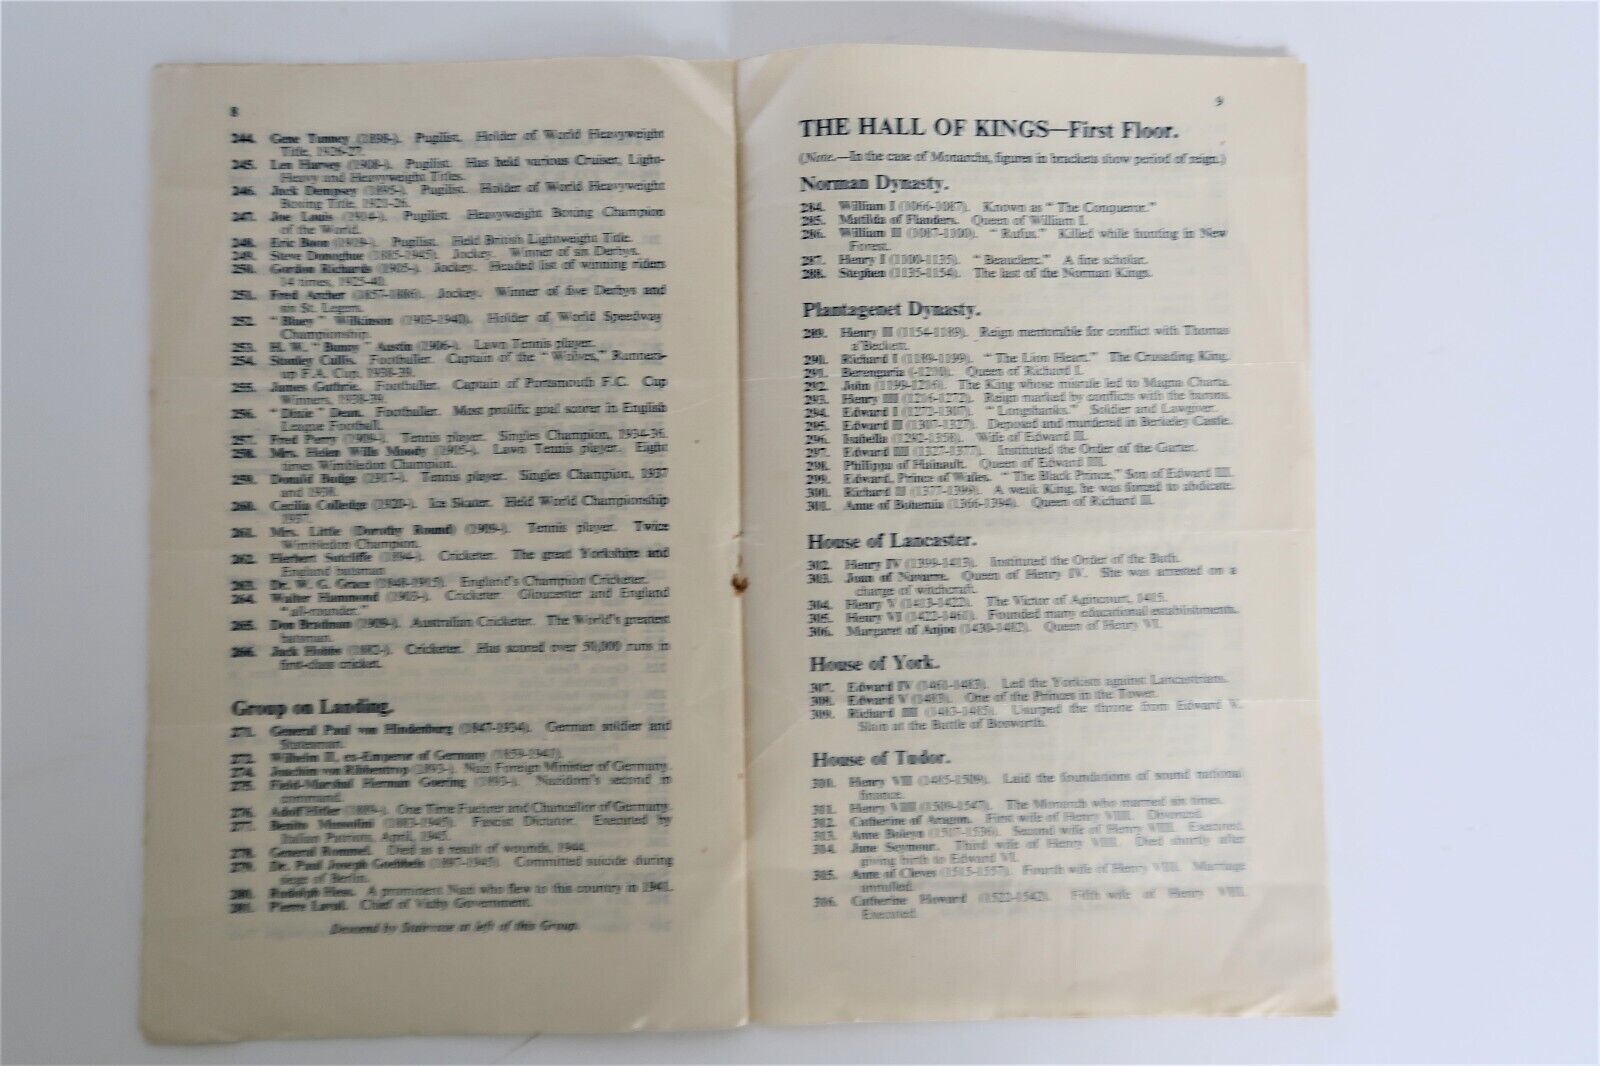 8
244. Gene Tunney (1898-). Pugilist. Holder of World Heavyweight
Title, 1926-27.
245. Len Harvey (1908-). Pugilist. Has held various Cruiser, Light-
Heavy and Heavyweight Titles.
246. Jack Dempsey (1895-). Pugilist. Holder of World Heavyweight
Boxing Title, 1921-26.
247. Joe Louis (1914-). Pugilist. Heavyweight Boxing Champion
of the World.
248. Eric Boon (1919-). Pugilist. Held British Lightweight Title.
249. Steve Donoghue (1885-1945). Jockey. Winner of six Derbys.
250. Gordon Richards (1905-). Jockey. Headed list of winning riders
14 times, 1925-40.
251. Fred Archer (1857-1886). Jockey. Winner of five Derbys and
six St. Legers.
252. "Bluey" Wilkinson (1903-1940). Holder of World Speedway
Championship.
253. H. W. "Bunny" Austin (1906-). Lawn Tennis player.
254. Stanley Cullis. Footballer. Captain of the "Wolves," Runners-
up F.A. Cup, 1938-39.
255. James Guthrie. Footballer. Captain of Portsmouth F.C. Cup
Winners, 1938-39.
256. "Dixie" Dean. Footballer. Most prolific goal scorer in English
League Football.
257. Fred Perry (1909-). Tennis player. Singles Champion, 1934-36.
258. Mrs. Helen Wills Moody (1905-). Lawn Tennis player. Eight
times Wimbledon Champion.
259. Donald Budge (1917-). Tennis player. Singles Champion, 1937
and 1938.
260. Cecilia Colledge (1920-). Ice Skater. Held World Championship
1937.
261. Mrs. Little (Dorothy Round) (1909-). Tennis player. Twice
Wimbledon Champion.
262. Herbert Sutcliffe (1894-). Cricketer. The great Yorkshire and
England batsman
263. Dr. W. G. Grace (1848-1915). England's Champion Cricketer.
264. Walter Hammond (1903-). Cricketer. Gloucester and England
"all-rounder."
265. Don Bradman (1909-). Australian Cricketer. The World's greatest
batsman.
266. Jack Hobbs (1882-). Cricketer. Has scored over 50,000 runs in
first-class cricket.
Group on Landing.
271. General Paul von Hindenburg (1847-1934). German soldier and
Statesman.
272. Wilhelm II, ex-Emperor of Germany (1859-1941).
274. Joachim von Ribbentrop (1893-). Nazi Foreign Minister of Germany.
275. Field-Marshal Herman Goering (1893-). Nazidom's second in
command.
276. Adolf Hitler (1889-). One Time Fuehrer and Chancellor of Germany.
277. Benito Mussolini (1883-1945). Fascist Dictator. Executed by
Italian Patriots, April, 1945.
278. General Rommel. Died as a result of wounds, 1944.
279. Dr. Paul Joseph Goebbels (1897-1945). Committed suicide during
siege of Berlin.
280. Rudolph Hess. A prominent Nazi who flew to this country in 1941.
281. Pierre Laval. Chief of Vichy Government.
Descend by Staircase at left of this Group.
9
THE HALL OF KINGS—First Floor.
(Note.—In the case of Monarchs, figures in brackets show period of reign.)
Norman Dynasty.
284. William I (1066-1087). Known as "The Conqueror."
285. Matilda of Flanders. Queen of William I.
286. William II (1087-1100). "Rufus." Killed while hunting in New
Forest.
287. Henry I (1100-1135). "Beauclerc." A fine scholar.
288. Stephen (1135-1154). The last of the Norman Kings.
Plantagenet Dynasty.
289. Henry II (1154-1189). Reign memorable for conflict with Thomas
a'Beckett.
290. Richard I (1189-1199). "The Lion Heart." The Crusading King.
291. Berengaria (-1230). Queen of Richard I.
292. John (1199-1216). The King whose misrule led to Magna Charta.
293. Henry III (1216-1272). Reign marked by conflicts with the barons.
294. Edward I (1272-1307). "Longshanks." Soldier and Lawgiver.
295. Edward II (1307-1327). Deposed and murdered in Berkeley Castle.
296. Isabella (1292-1358). Wife of Edward II.
297. Edward III (1327-1377). Instituted the Order of the Garter.
298. Philippa of Hainault. Queen of Edward III.
299. Edward, Prince of Wales. "The Black Prince," Son of Edward III.
300. Richard II (1377-1399). A weak King, he was forced to abdicate.
301. Anne of Bohemia (1366-1394). Queen of Richard II.
House of Lancaster.
302. Henry IV (1399-1413). Instituted the Order of the Bath.
303. Joan of Navarre. Queen of Henry IV. She was arrested on a
charge of witchcraft.
304. Henry V (1413-1422). The Victor of Agincourt, 1415.
305. Henry VI (1422-1461). Founded many educational establishments.
306. Margaret of Anjou (1430-1482). Queen of Henry VI.
House of York.
307. Edward IV (1461-1483). Led the Yorkists against Lancastrians.
308. Edward V (1483). One of the Princes in the Tower.
309. Richard III (1483-1485). Usurped the throne from Edward V.
Slain at the Battle of Bosworth.
House of Tudor.
310. Henry VII (1485-1509). Laid the foundations of sound national
finance.
311. Henry VIII (1509-1547). The Monarch who married six times.
312. Catherine of Aragon. First wife of Henry VIII. Divorced.
313. Anne Boleyn (1507-1536). Second wife of Henry VIII. Executed.
314. Jane Seymour. Third wife of Henry VIII. Died shortly after
giving birth to Edward VI.
315. Anne of Cleves (1515-1557). Fourth wife of Henry VIII. Marriage
annulled.
316. Catherine Howard (1522-1542). Fifth wife of Henry VIII.
Executed.